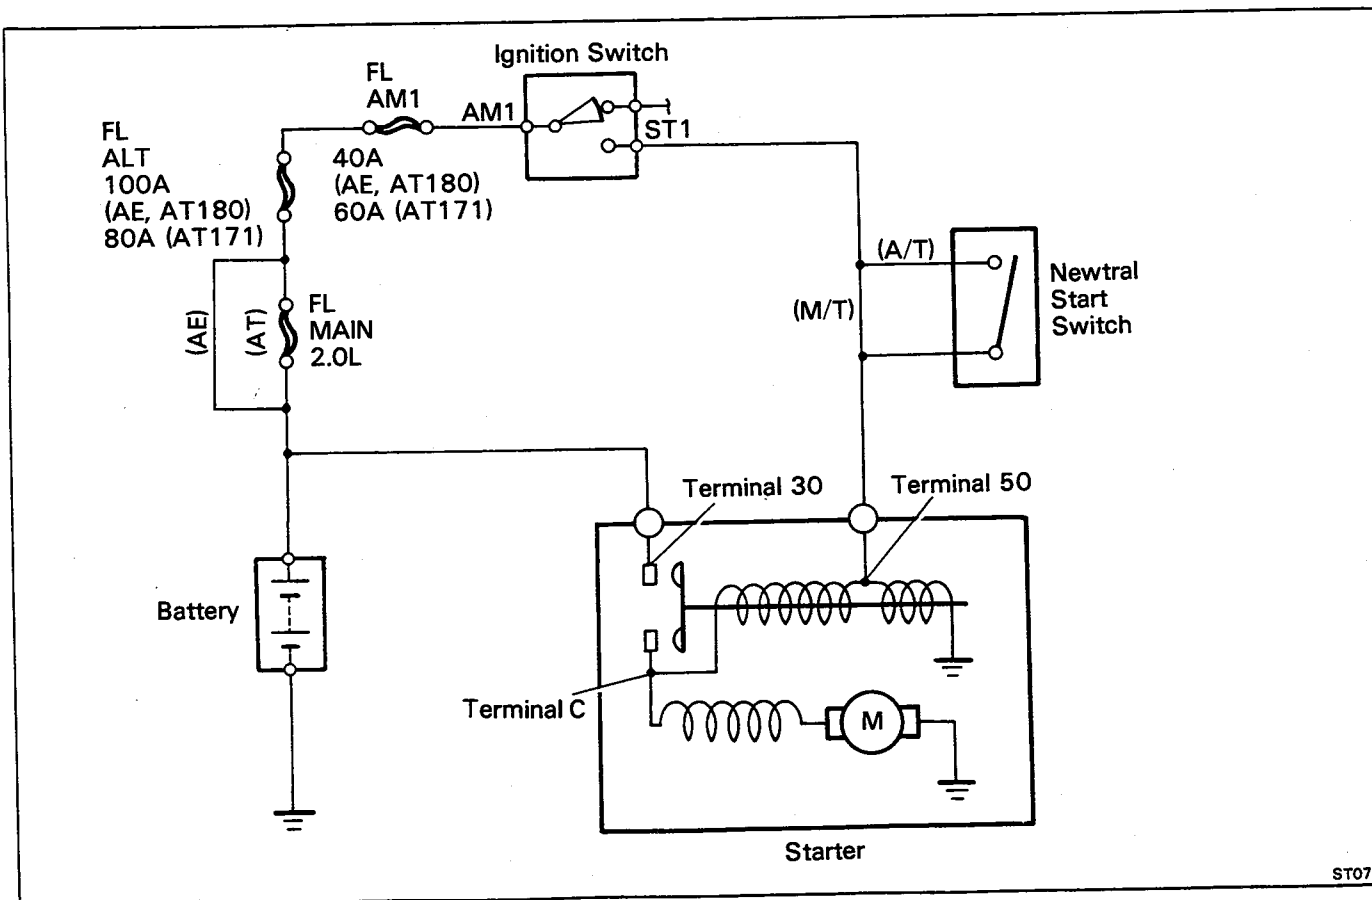 Ignition Switch
FL
AM1
AM1
ST1
FL
ALT
100A
(AE, AT180)
80A (AT171)
40A
(AE, AT180)
60A (AT171)
(A/T)
(M/T)
Newtral
Start
Switch
(AE)
(AT)
FL
MAIN
2.0L
Terminal 30
Terminal 50
Battery
Terminal C
M
Starter
ST07